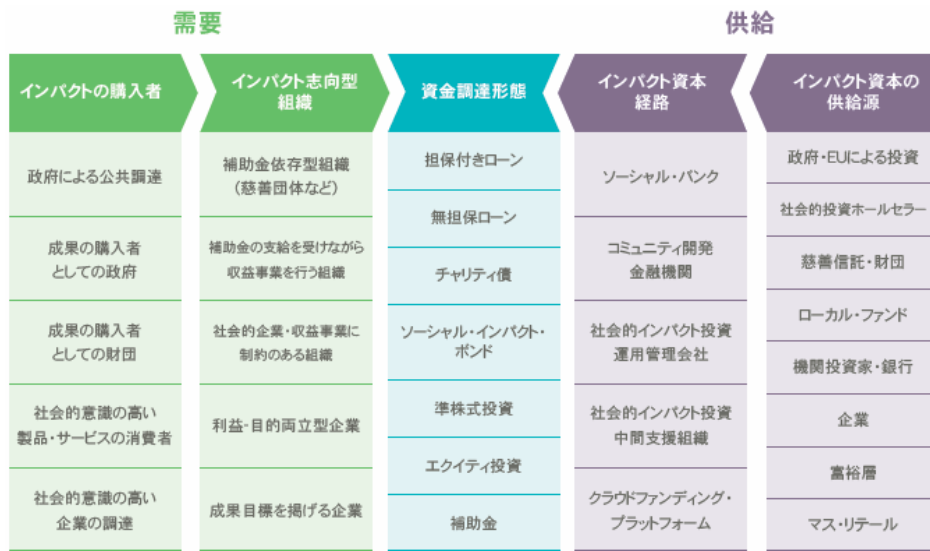 需要
供給
インパクトの購入者
政府による公共調達
成果の購入者
としての政府
成果の購入者
としての財団
社会的意識の高い
製品・サービスの消費者
社会的意識の高い
企業の調達
インパクト志向型
組織
補助金依存型組織
(慈善団体など)
補助金の支給を受けながら
収益事業を行う組織
社会的企業・収益事業に
制約のある組織
利益-目的両立型企業
成果目標を掲げる企業
資金調達形態
担保付きローン
無担保ローン
チャリティ債
ソーシャル・インパクト・
ボンド
準株式投資
エクイティ投資
補助金
インパクト資本
経路
ソーシャル・バンク
コミュニティ開発
金融機関
社会的インパクト投資
運用管理会社
社会的インパクト投資
中間支援組織
クラウドファンディング・
プラットフォーム
インパクト資本の
供給源
政府・EUによる投資
社会的投資ホールセラー
慈善信託・財団
ローカル・ファンド
機関投資家・銀行
企業
富裕層
マス・リテール